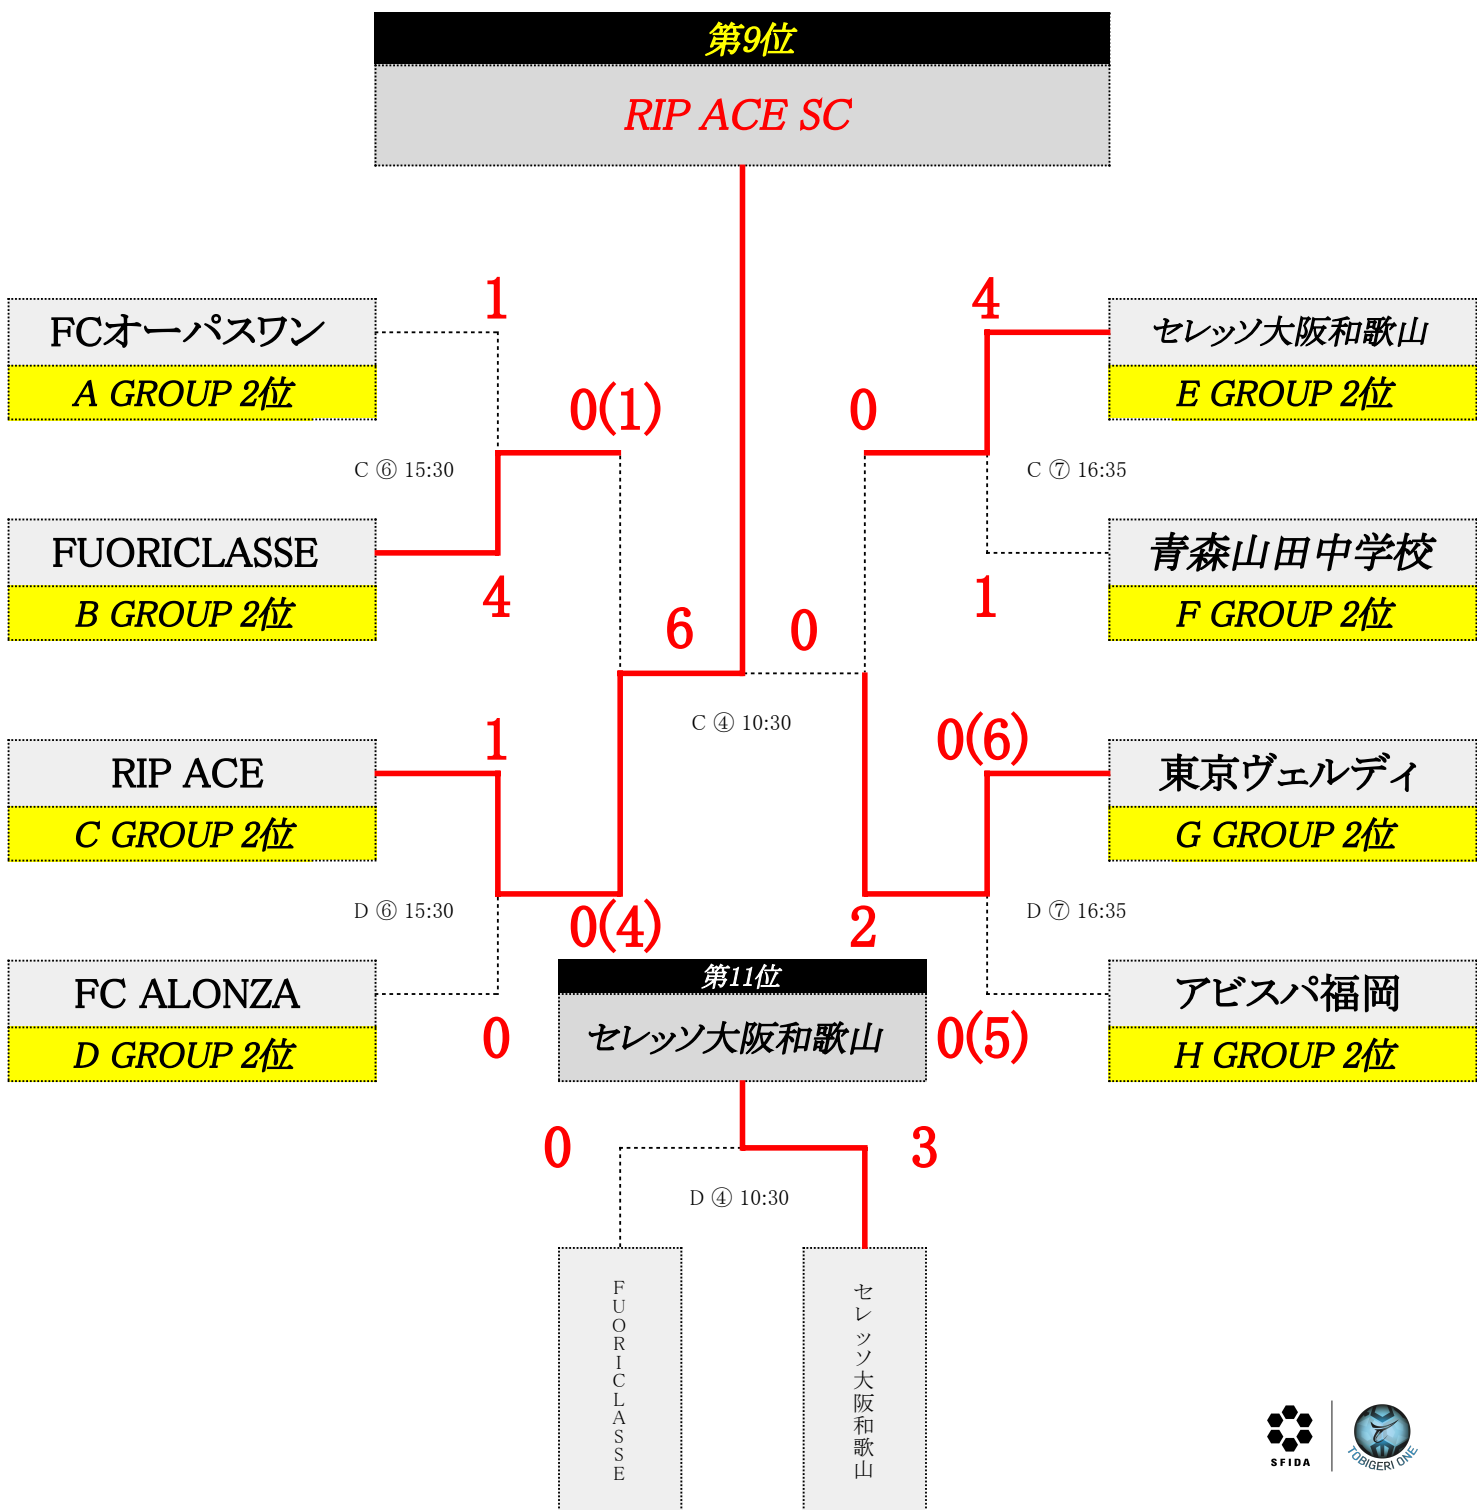 第9位
RIP ACE SC
1
4
FCオーパスワン
セレッソ大阪和歌山
A GROUP 2位
0(1)
0
E GROUP 2位
C ⑥ 15:30
C ⑦ 16:35
FUORICLASSE
青森山田中学校
4
1
B GROUP 2位
6
0
F GROUP 2位
C ④ 10:30
1
0(6)
RIP ACE
東京ヴェルディ
C GROUP 2位
G GROUP 2位
D ⑥ 15:30
D ⑦ 16:35
0(4)
2
第11位
FC ALONZA
アビスパ福岡
0
セレッソ大阪和歌山
0(5)
D GROUP 2位
H GROUP 2位
0
3
D ④ 10:30
FUORICLASSE
セレッソ大阪和歌山
SFIDA
TOBIGERI ONE